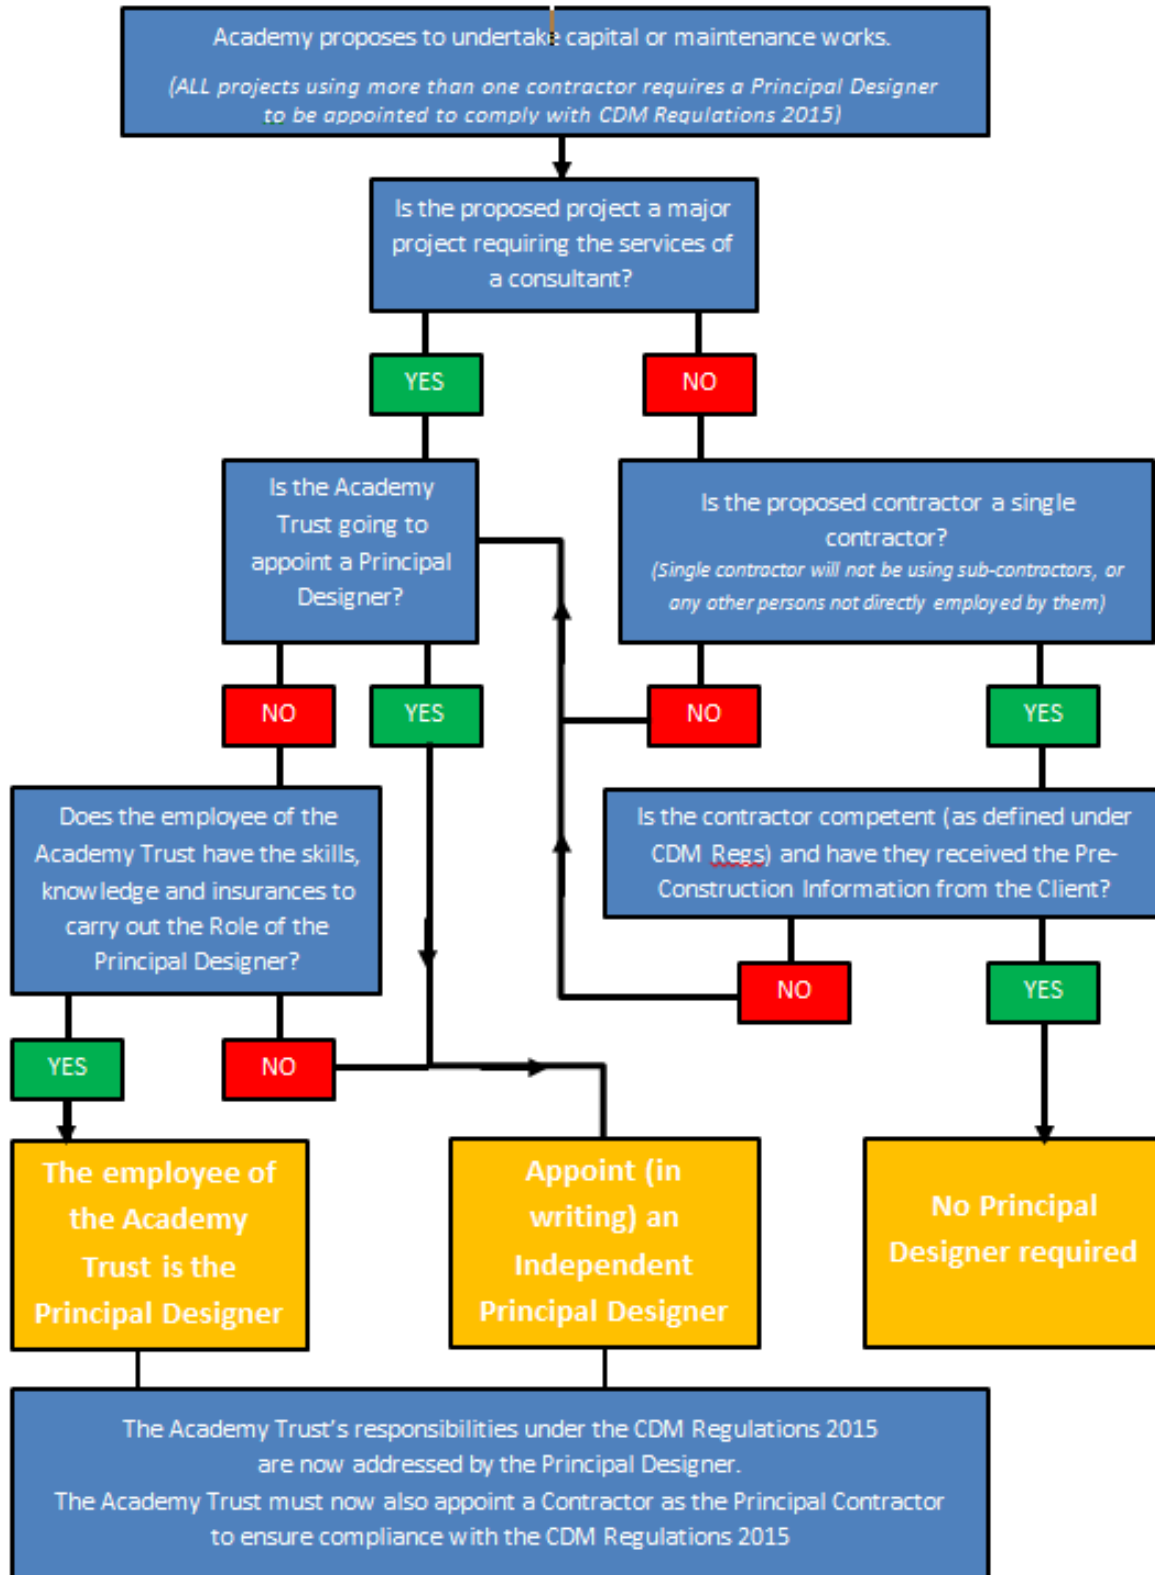 Academy proposes to undertake capital or maintenance works.
(ALL projects using more than one contractor requires a Principal Designer
to be appointed to comply with CDM Regulations 2015)
Is the proposed project a major
project requiring the services of
a consultant?
YES
NO
Is the Academy
Trust going to
appoint a Principal
Designer?
Is the proposed contractor a single
contractor?
(Single contractor will not be using sub-contractors, or
any other persons not directly employed by them)
NO
YES
NO
YES
Does the employee of the
Academy Trust have the skills,
knowledge and insurances to
carry out the Role of the
Principal Designer?
Is the contractor competent (as defined under
CDM Regs) and have they received the Pre-
Construction Information from the Client?
NO
YES
YES
NO
The employee of
the Academy
Trust is the
Principal Designer
Appoint (in
writing) an
Independent
Principal Designer
No Principal
Designer required
The Academy Trust's responsibilities under the CDM Regulations 2015
are now addressed by the Principal Designer.
The Academy Trust must now also appoint a Contractor as the Principal Contractor
to ensure compliance with the CDM Regulations 2015